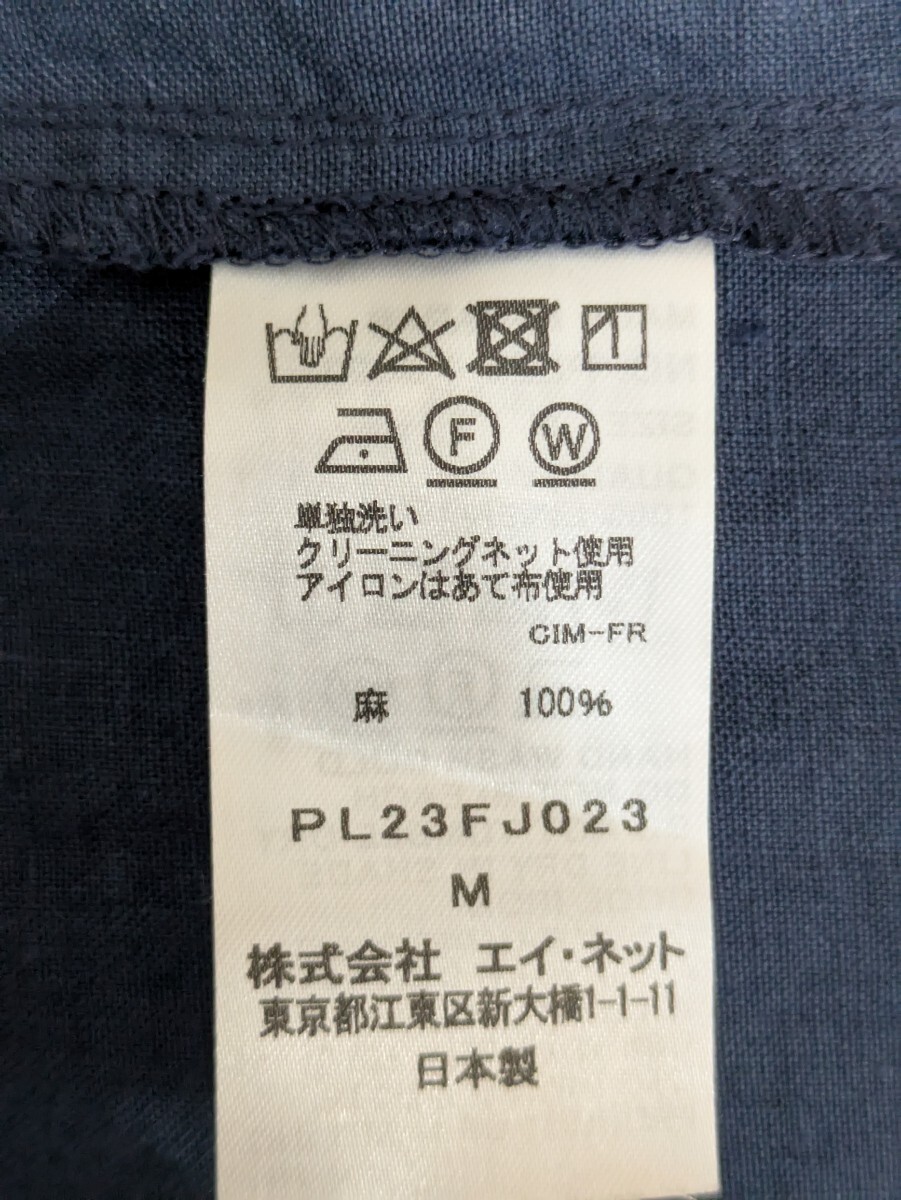 F W
単独洗い
クリーニングネット使用
アイロンはあて布使用
CIM-FR
麻 100%
PL23FJ023
M
株式会社 エイ・ネット
東京都江東区新大橋1-1-11
日本製